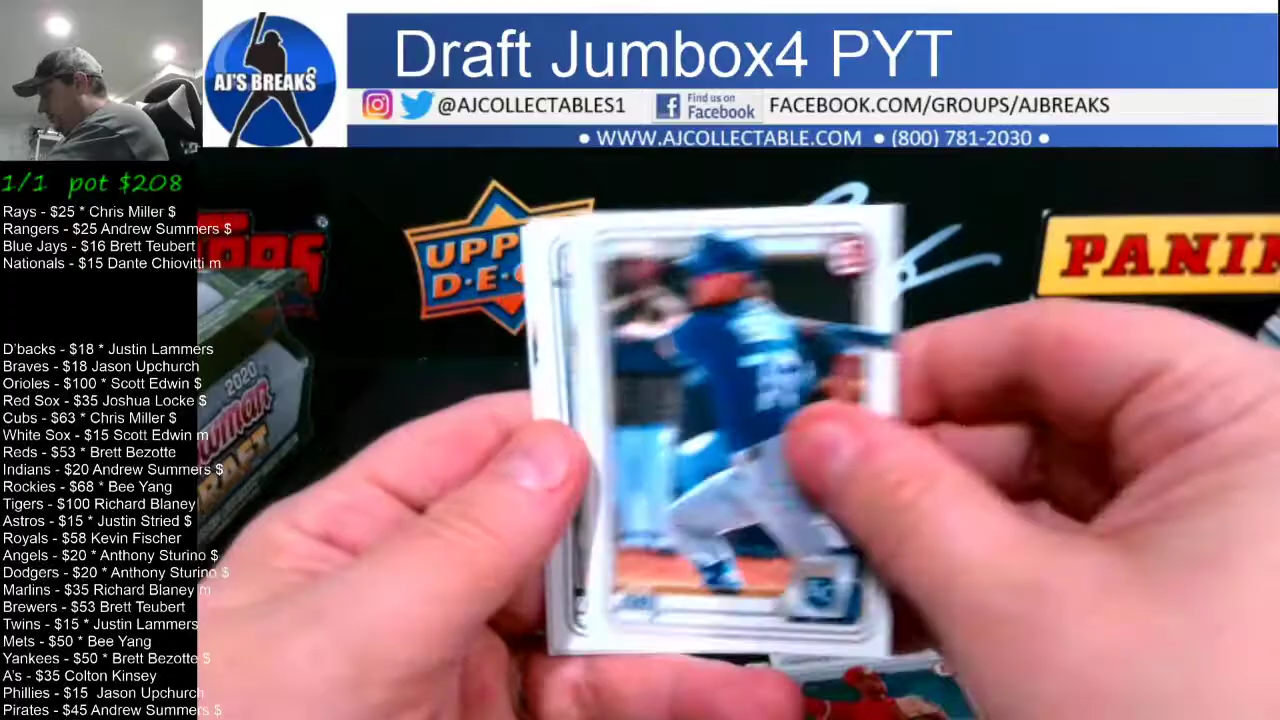 AJ'S BREAKS
Draft Jumbox4 PYT
@AJCOLLECTABLES1
Find us on
Facebook
FACEBOOK.COM/GROUPS/AJBREAKS
● WWW.AJCOLLECTABLE.COM ● (800) 781-2030 ●
1/1 pot $208
Rays - $25 * Chris Miller $
Rangers - $25 Andrew Summers $
Blue Jays - $16 Brett Teubert
Nationals - $15 Dante Chiovitti m
D'backs - $18 * Justin Lammers
Braves - $18 Jason Upchurch
Orioles - $100 * Scott Edwin $
Red Sox - $35 Joshua Locke $
Cubs - $63 * Chris Miller $
White Sox - $15 Scott Edwin m
Reds - $53 * Brett Bezotte
Indians - $20 Andrew Summers $
Rockies - $68 * Bee Yang
Tigers - $100 Richard Blaney
Astros - $15 * Justin Stried $
Royals - $58 Kevin Fischer
Angels - $20 * Anthony Sturino $
Dodgers - $20 * Anthony Sturino $
Marlins - $35 Richard Blaney m
Brewers - $53 Brett Teubert
Twins - $15 * Justin Lammers
Mets - $50 * Bee Yang
Yankees - $50 * Brett Bezotte $
A's - $35 Colton Kinsey
Phillies - $15 Jason Upchurch
Pirates - $45 Andrew Summers $
UPP
D·E·C
PANI
2020